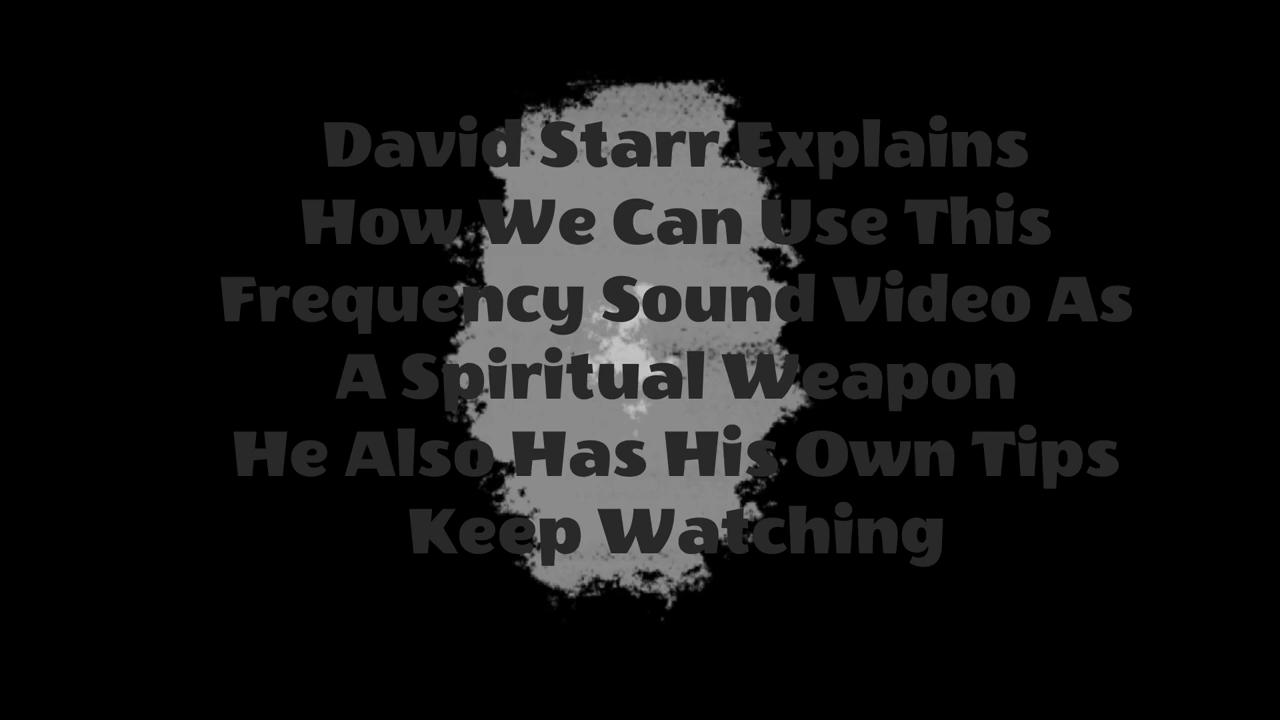 David Starr Explains
How We Can Use This
Frequency Sound Video As
A Spiritual Weapon
He Also Has His Own Tips
Keep Watching